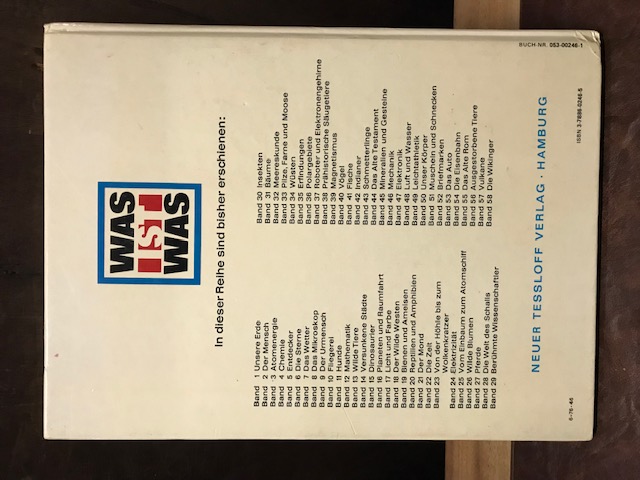 BUCH-NR. 053-00246-1
WAS
IST
WAS
In dieser Reihe sind bisher erschienen:
Band 1 Unsere Erde
Band 2 Der Mensch
Band 3 Atomenergie
Band 4 Chemie
Band 5 Entdecker
Band 6 Die Sterne
Band 7 Das Wetter
Band 8 Das Mikroskop
Band 9 Der Urmensch
Band 10 Fliegerei
Band 11 Hunde
Band 12 Mathematik
Band 13 Wilde Tiere
Band 14 Versunkene Städte
Band 15 Dinosaurier
Band 16 Planeten und Raumfahrt
Band 17 Licht und Farbe
Band 18 Der Wilde Westen
Band 19 Bienen und Ameisen
Band 20 Reptilien und Amphibien
Band 21 Der Mond
Band 22 Die Zeit
Band 23 Von der Höhle bis zum
Wolkenkratzer
Band 24 Elektrizität
Band 25 Vom Einbaum zum Atomschiff
Band 26 Wilde Blumen
Band 27 Pferde
Band 28 Die Welt des Schalls
Band 29 Berühmte Wissenschaftler
Band 30 Insekten
Band 31 Bäume
Band 32 Meereskunde
Band 33 Pilze, Farne und Moose
Band 34 Wüsten
Band 35 Erfindungen
Band 36 Polargebiete
Band 37 Roboter und Elektronengehirne
Band 38 Prähistorische Säugetiere
Band 39 Magnetismus
Band 40 Vögel
Band 41 Fische
Band 42 Indianer
Band 43 Schmetterlinge
Band 44 Das Alte Testament
Band 45 Mineralien und Gesteine
Band 46 Mechanik
Band 47 Elektronik
Band 48 Luft und Wasser
Band 49 Leichtathletik
Band 50 Unser Körper
Band 51 Muscheln und Schnecken
Band 52 Briefmarken
Band 53 Das Auto
Band 54 Die Eisenbahn
Band 55 Das Alte Rom
Band 56 Ausgestorbene Tiere
Band 57 Vulkane
Band 58 Die Wikinger
NEUER TESSLOFF VERLAG · HAMBURG
6-76-46
ISBN 3-7886-0246-5